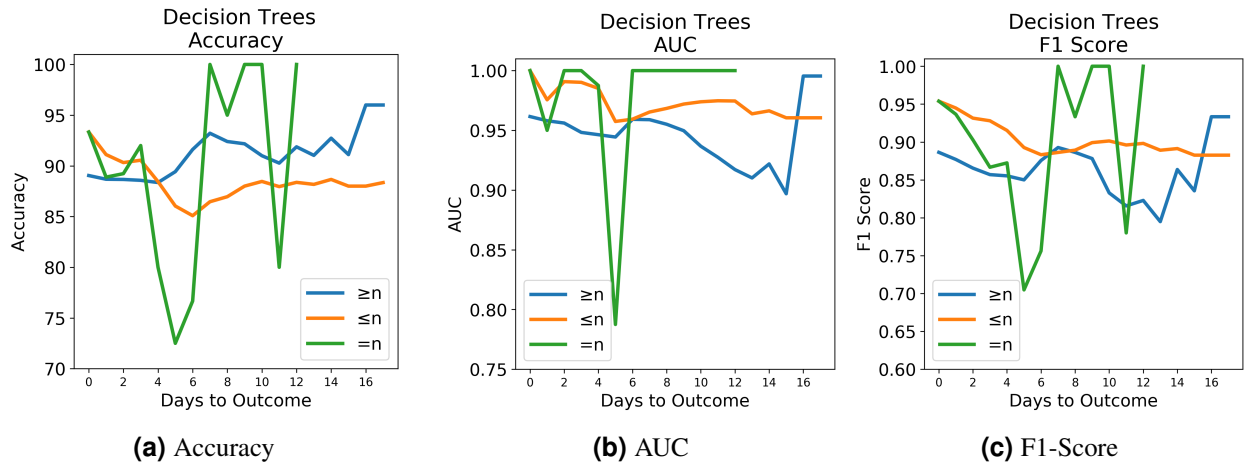 Decision Trees
Accuracy
100
95
90
85
80
75
70
Accuracy
≥n
≤n
=n
0 2 4 6 8 10 12 14 16
Days to Outcome
(a) Accuracy
Decision Trees
AUC
1.00
0.95
0.90
0.85
0.80
0.75
AUC
≥n
≤n
=n
0 2 4 6 8 10 12 14 16
Days to Outcome
(b) AUC
Decision Trees
F1 Score
1.00
0.95
0.90
0.85
0.80
0.75
0.70
0.65
0.60
F1 Score
≥n
≤n
=n
0 2 4 6 8 10 12 14 16
Days to Outcome
(c) F1-Score